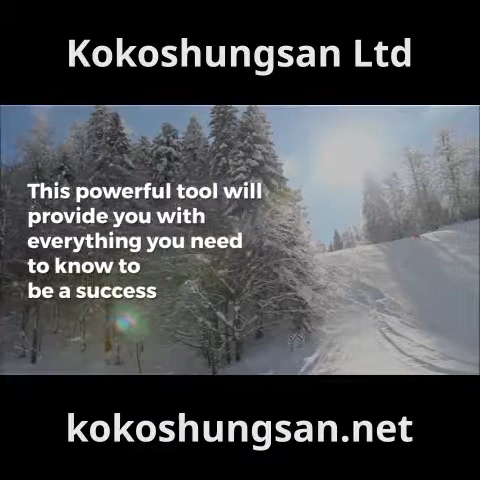 Kokoshungsan Ltd
This powerful tool will
provide you with
everything you need
to know to
be a success
kokoshungsan.net